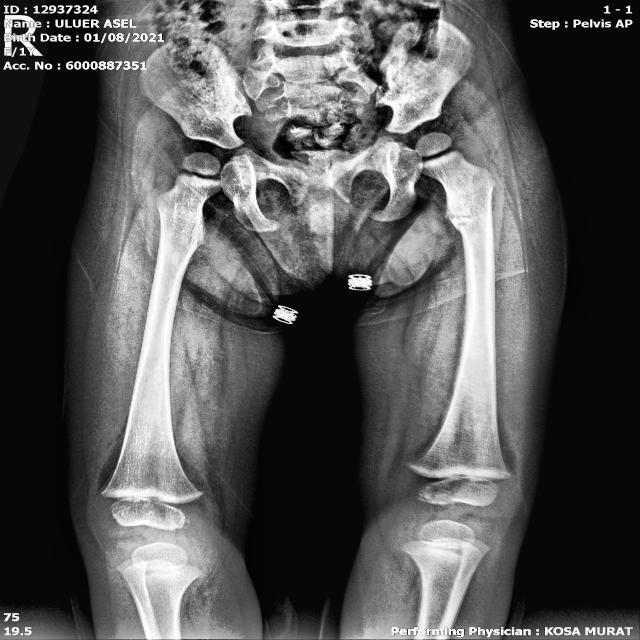 ID : 12937324
Name : ULUER ASEL
Birth Date : 01/08/2021
Acc. No : 6000887351
R
1 - 1
Step : Pelvis AP
75
19.5
Performing Physician : KOSA MURAT